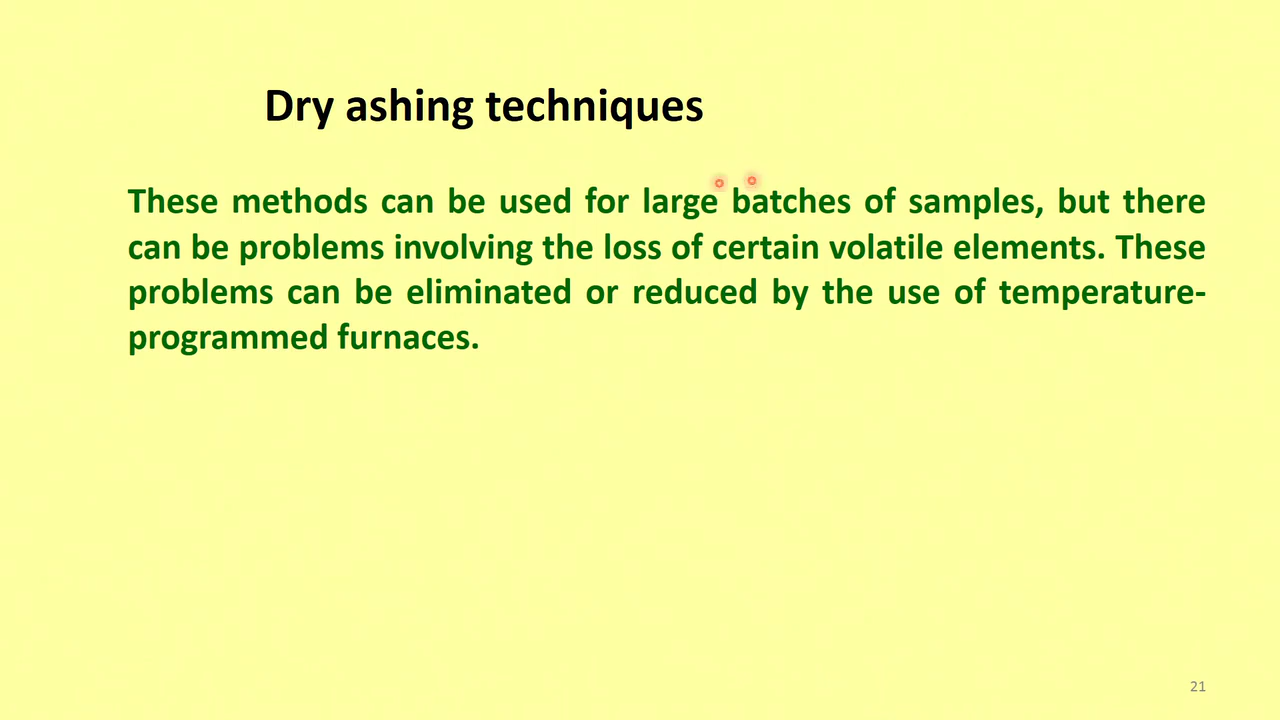 Dry ashing techniques
These methods can be used for large batches of samples, but there
can be problems involving the loss of certain volatile elements. These
problems can be eliminated or reduced by the use of temperature-
programmed furnaces.
21